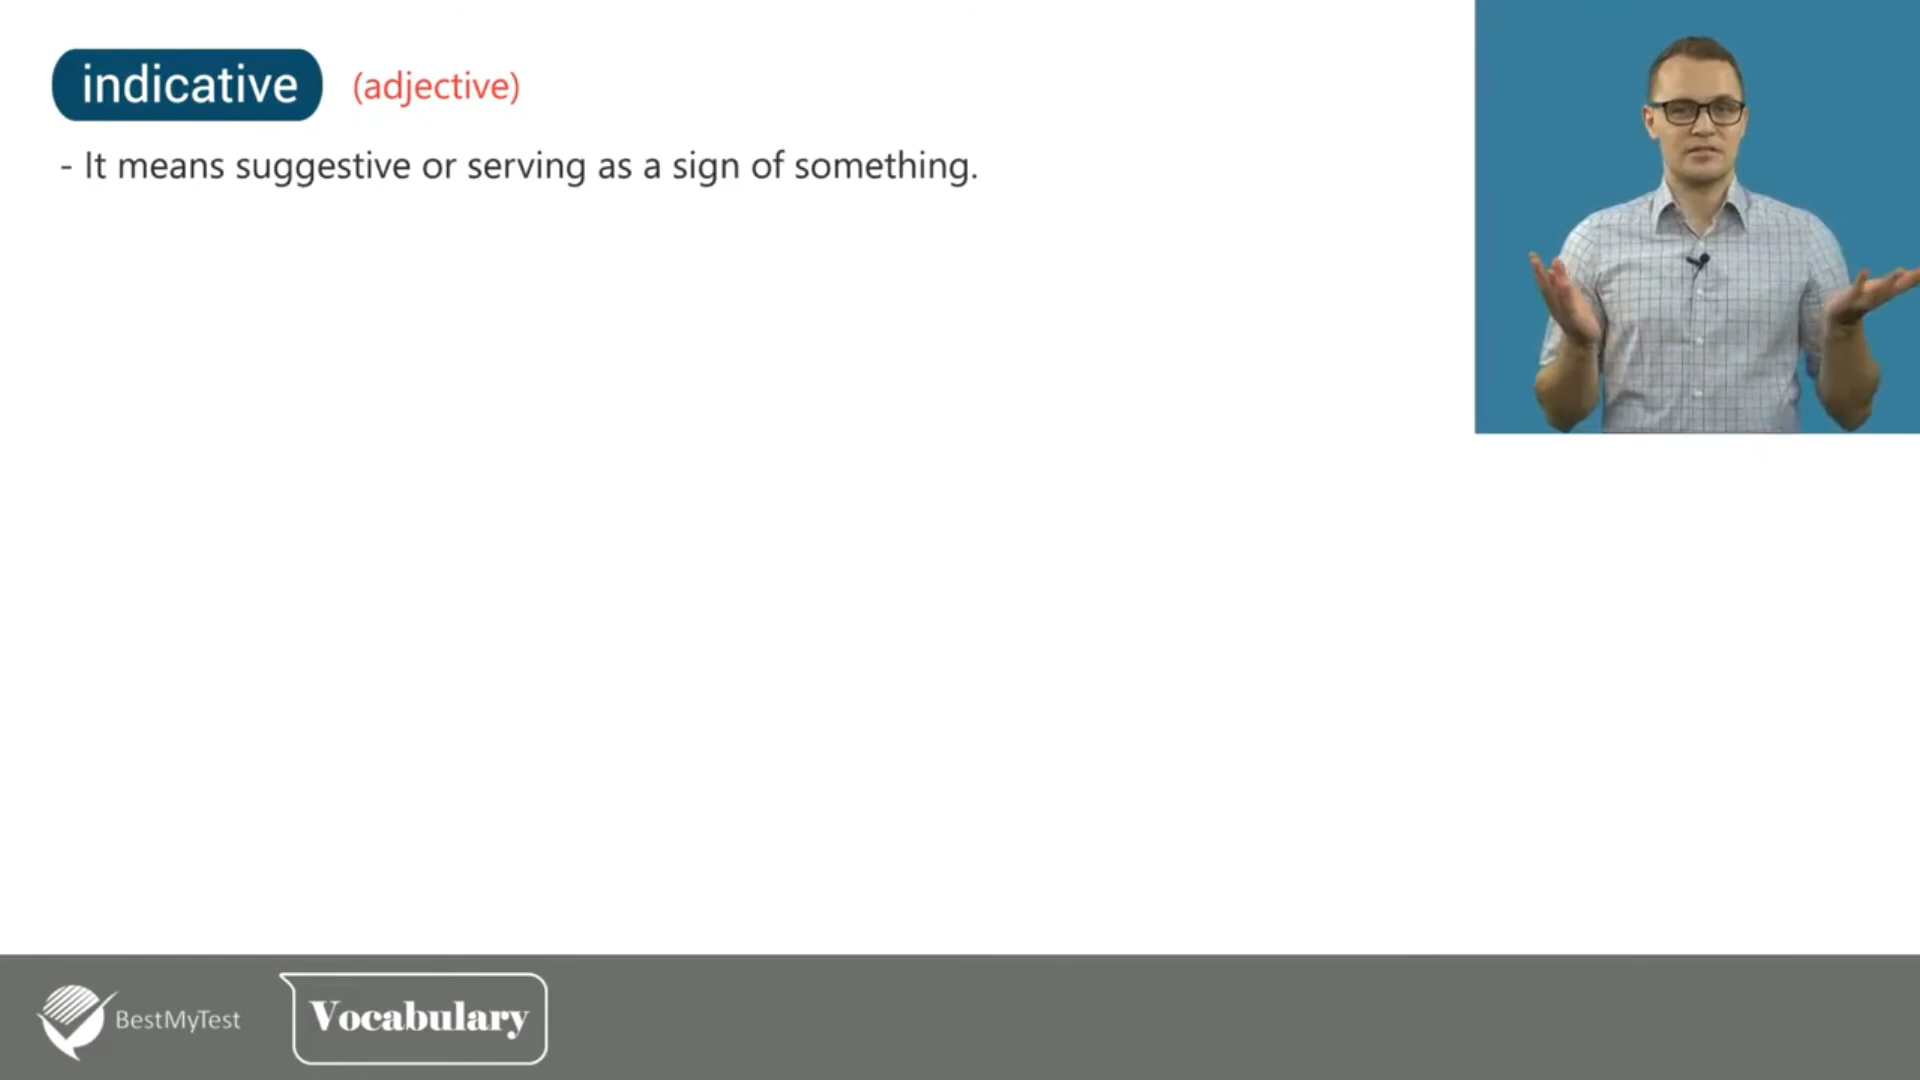 indicative (adjective)
- It means suggestive or serving as a sign of something.
BestMyTest
Vocabulary